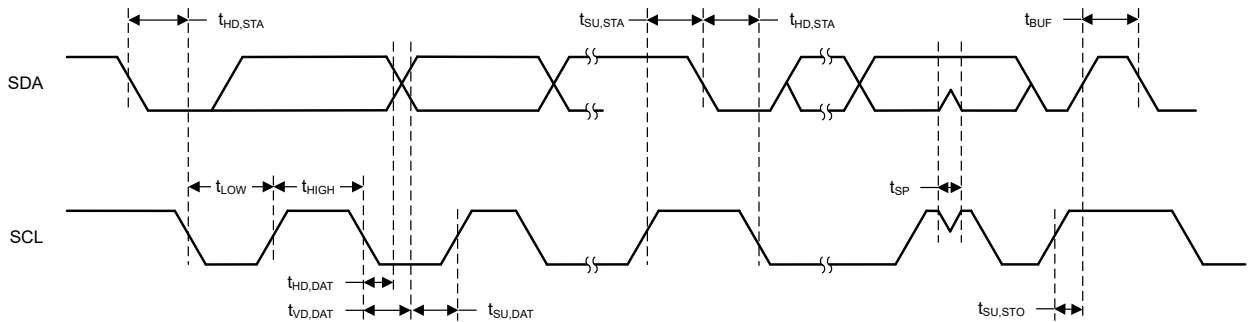 tHD,STA
tSU,STA
tHD,STA
tBUF
SDA
tLOW
tHIGH
tSP
SCL
tHD,DAT
tVD,DAT
tSU,DAT
tSU,STO